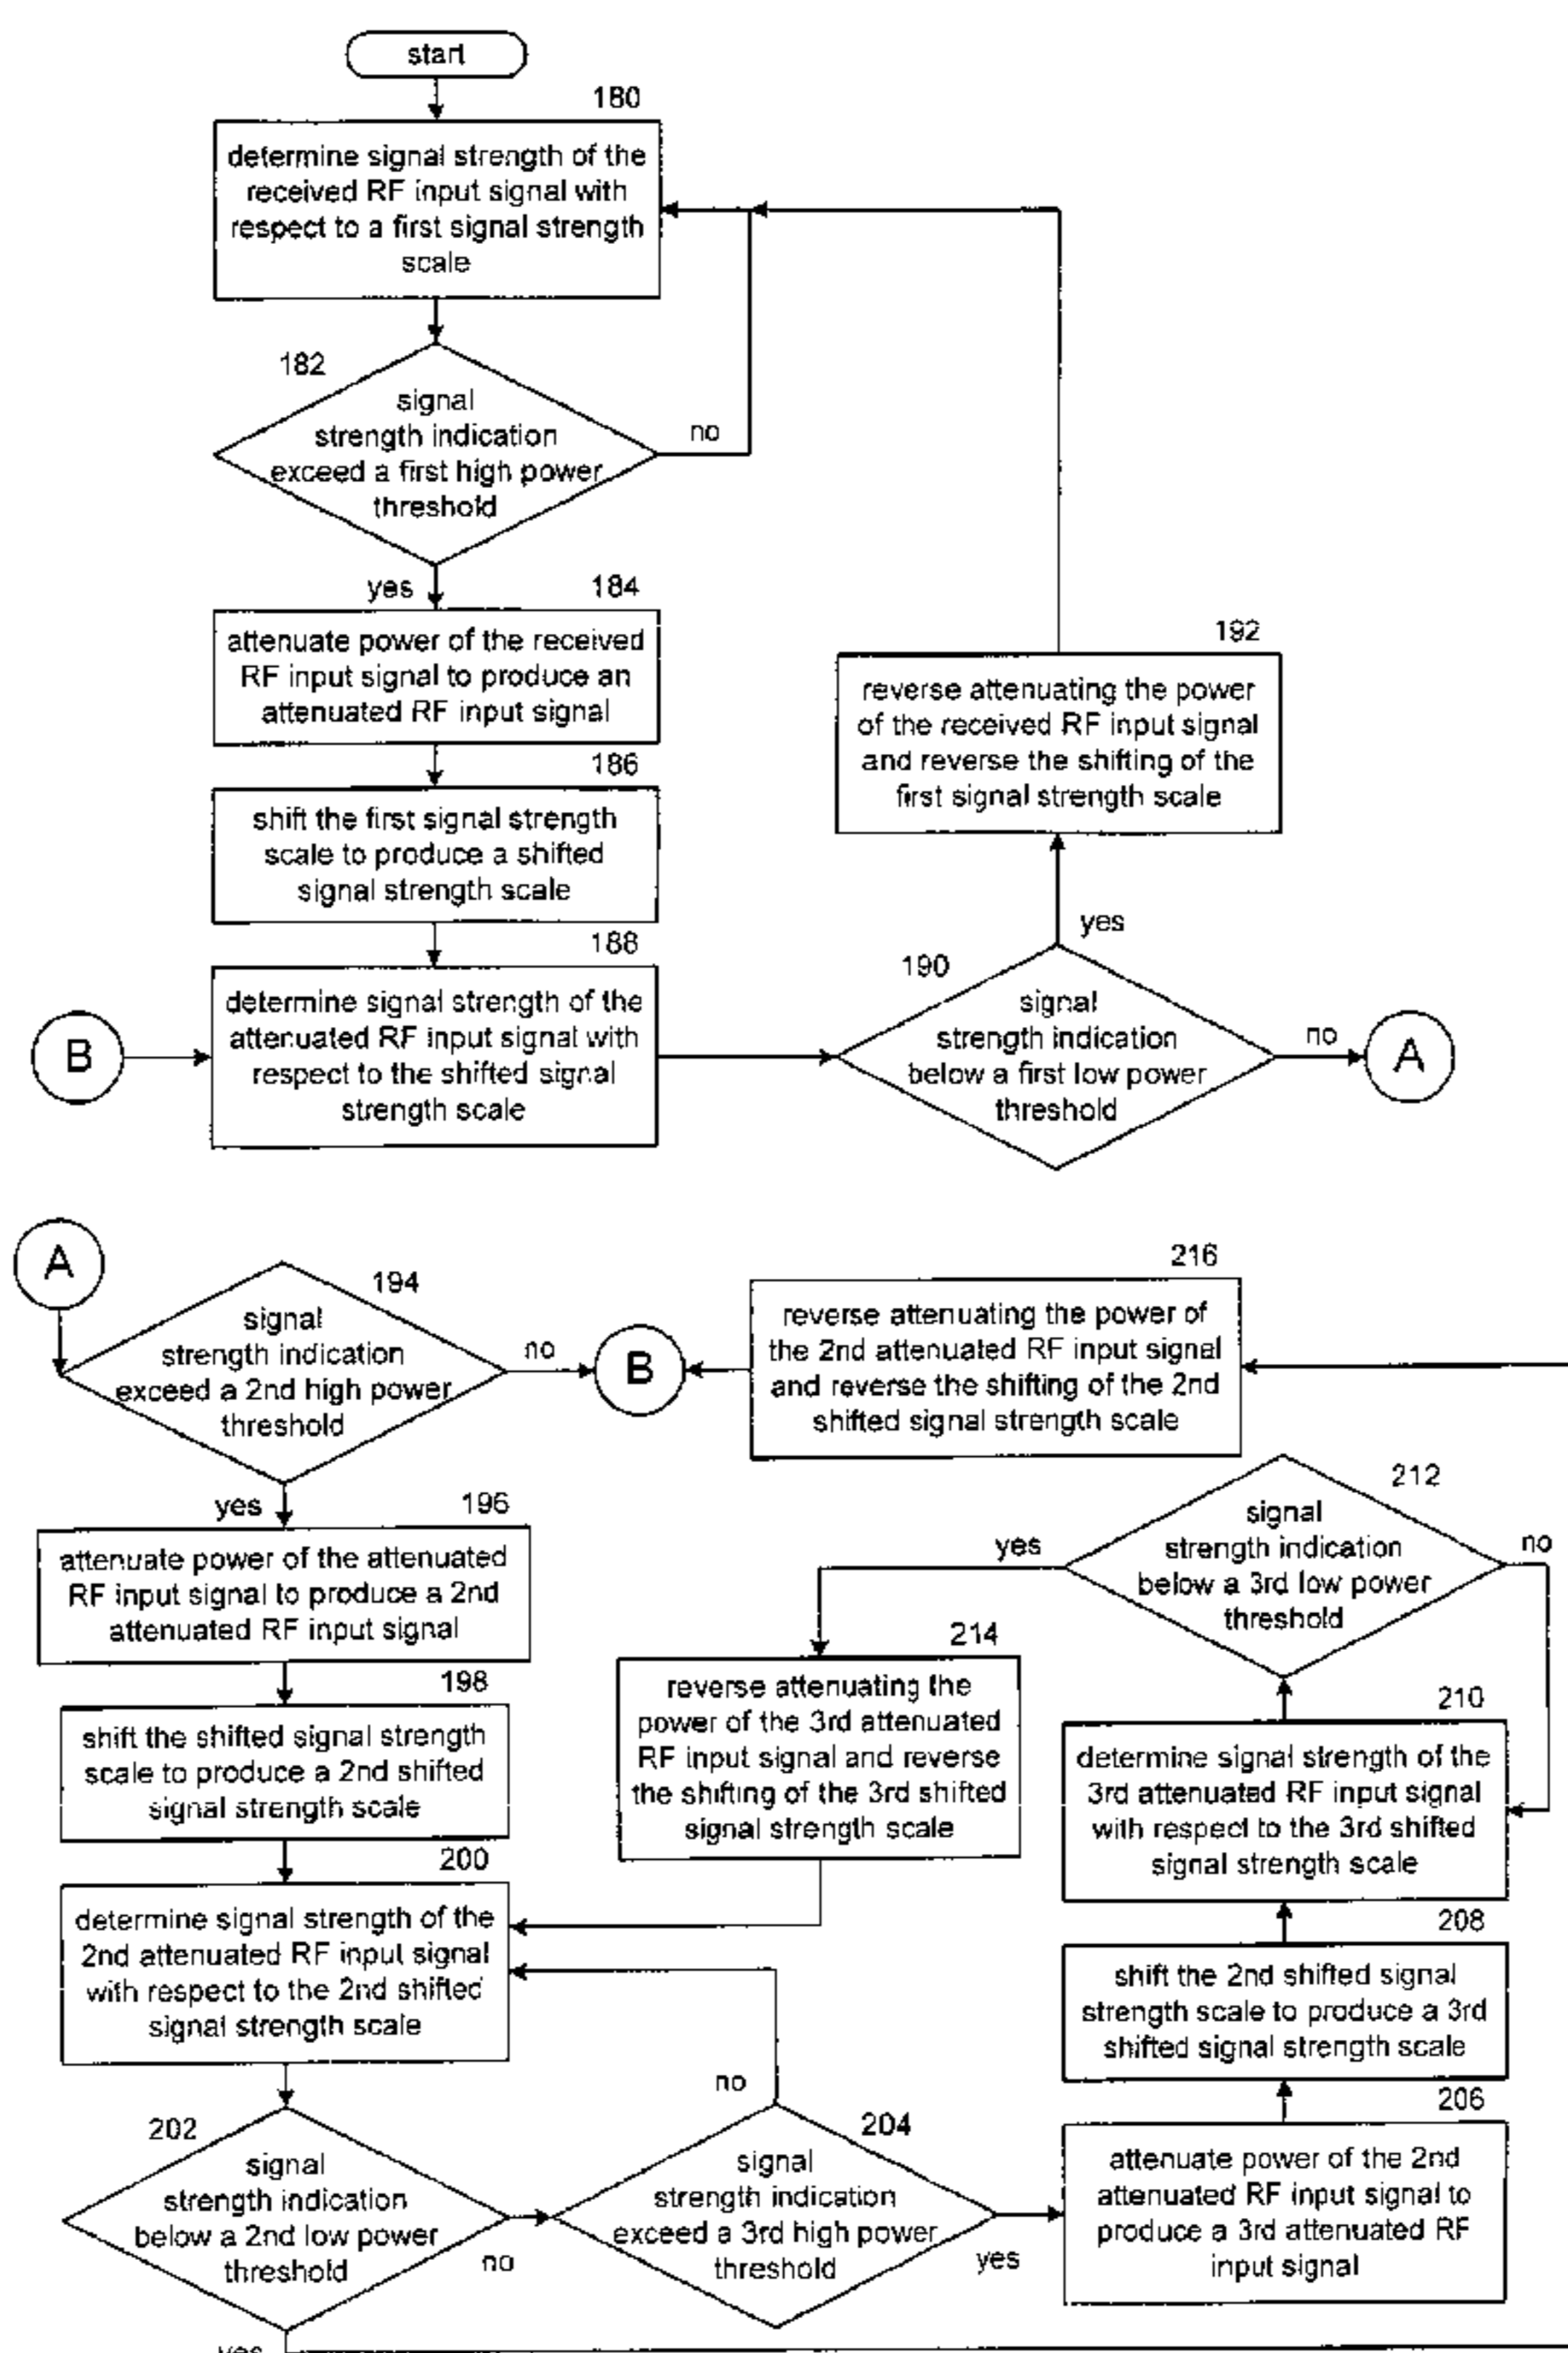 start
180
determine signal strength of the
received RF input signal with
respect to a first signal strength
scale
182
signal
strength indication
exceed a first high power
threshold
no
yes
184
attenuate power of the received
RF input signal to produce an
attenuated RF input signal
186
shift the first signal strength
scale to produce a shifted
signal strength scale
188
B
determine signal strength of the
attenuated RF input signal with
respect to the shifted signal
strength scale
192
reverse attenuating the power
of the received RF input signal
and reverse the shifting of the
first signal strength scale
yes
190
signal
strength indication
below a first low power
threshold
no
A
A
194
signal
strength indication
exceed a 2nd high power
threshold
no
B
216
reverse attenuating the power of
the 2nd attenuated RF input signal
and reverse the shifting of the 2nd
shifted signal strength scale
yes
196
attenuate power of the attenuated
RF input signal to produce a 2nd
attenuated RF input signal
198
shift the shifted signal strength
scale to produce a 2nd shifted
signal strength scale
200
determine signal strength of the
2nd attenuated RF input signal
with respect to the 2nd shifted
signal strength scale
202
signal
strength indication
below a 2nd low power
threshold
no
yes
204
signal
strength indication
exceed a 3rd high power
threshold
no
yes
206
attenuate power of the 2nd
attenuated RF input signal to
produce a 3rd attenuated RF
input signal
208
shift the 2nd shifted signal
strength scale to produce a 3rd
shifted signal strength scale
210
determine signal strength of the
3rd attenuated RF input signal
with respect to the 3rd shifted
signal strength scale
212
signal
strength indication
below a 3rd low power
threshold
no
yes
214
reverse attenuating the
power of the 3rd attenuated
RF input signal and reverse
the shifting of the 3rd shifted
signal strength scale